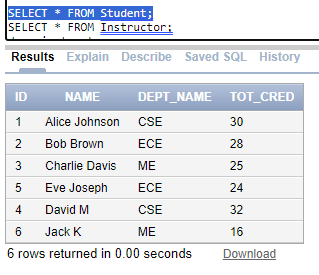 SELECT * FROM Student;
SELECT * FROM Instructor;
Results Explain Describe Saved SQL History
ID NAME DEPT_NAME TOT_CRED
1 Alice Johnson CSE 30
2 Bob Brown ECE 28
3 Charlie Davis ME 25
5 Eve Joseph ECE 24
4 David M CSE 32
6 Jack K ME 16
6 rows returned in 0.00 seconds Download